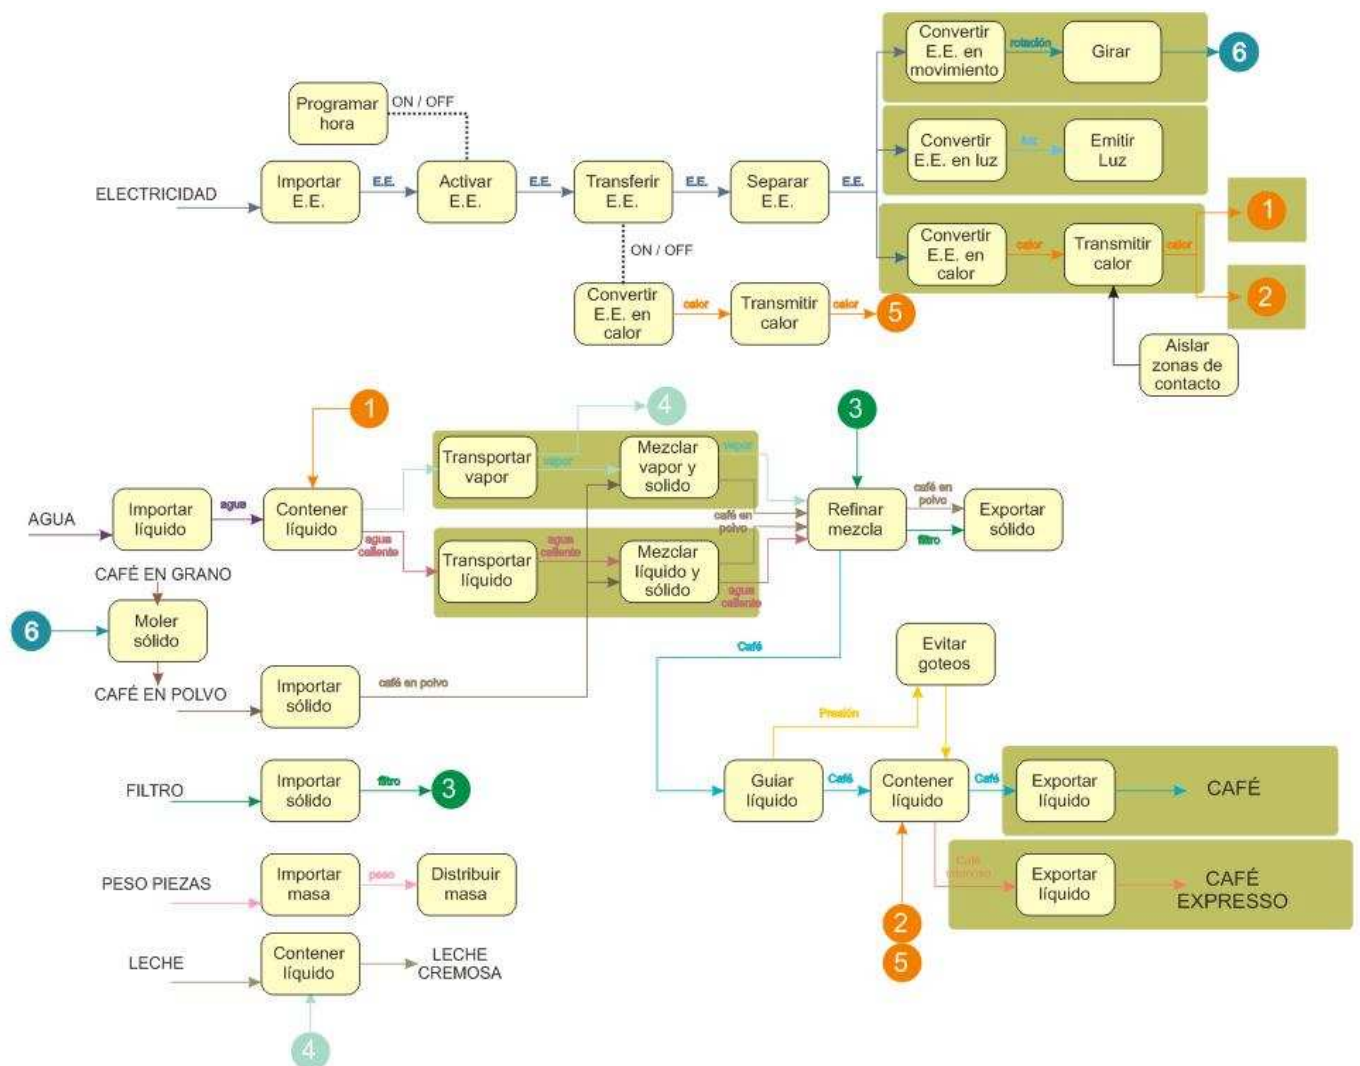 Convertir
E.E. en
movimiento
rotación
Girar
6
Programar
hora
ON / OFF
Convertir
E.E. en luz
luz
Emitir
Luz
ELECTRICIDAD
Importar
E.E.
E.E.
Activar
E.E.
E.E.
Transferir
E.E.
E.E.
Separar
E.E.
E.E.
1
ON / OFF
Convertir
E.E. en
calor
calor
Transmitir
calor
calor
2
Convertir
E.E. en
calor
calor
Transmitir
calor
calor
5
Aislar
zonas de
contacto
1
4
3
Transportar
vapor
vapor
Mezclar
vapor y
solido
vapor
AGUA
Importar
líquido
agua
Contener
líquido
agua
caliente
Transportar
líquido
agua
caliente
Mezclar
líquido y
sólido
café en
polvo
agua
caliente
Refinar
mezcla
café en
polvo
filtro
Exportar
sólido
CAFÉ EN GRANO
6
Moler
sólido
CAFÉ EN POLVO
Importar
sólido
café en polvo
Café
Evitar
goteos
Presión
FILTRO
Importar
sólido
filtro
3
Guiar
líquido
Café
Contener
líquido
Café
Exportar
líquido
CAFÉ
PESO PIEZAS
Importar
masa
peso
Distribuir
masa
Café
Exportar
líquido
CAFÉ
EXPRESSO
2
5
LECHE
Contener
líquido
LECHE
CREMOSA
4